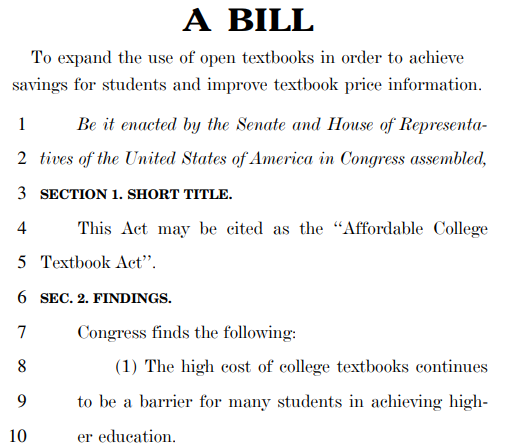 A BILL
To expand the use of open textbooks in order to achieve
savings for students and improve textbook price information.
1 Be it enacted by the Senate and House of Representa-
2 tives of the United States of America in Congress assembled,
3 SECTION 1. SHORT TITLE.
4 This Act may be cited as the ‘‘Affordable College
5 Textbook Act’’.
6 SEC. 2. FINDINGS.
7 Congress finds the following:
8 (1) The high cost of college textbooks continues
9 to be a barrier for many students in achieving high-
10 er education.